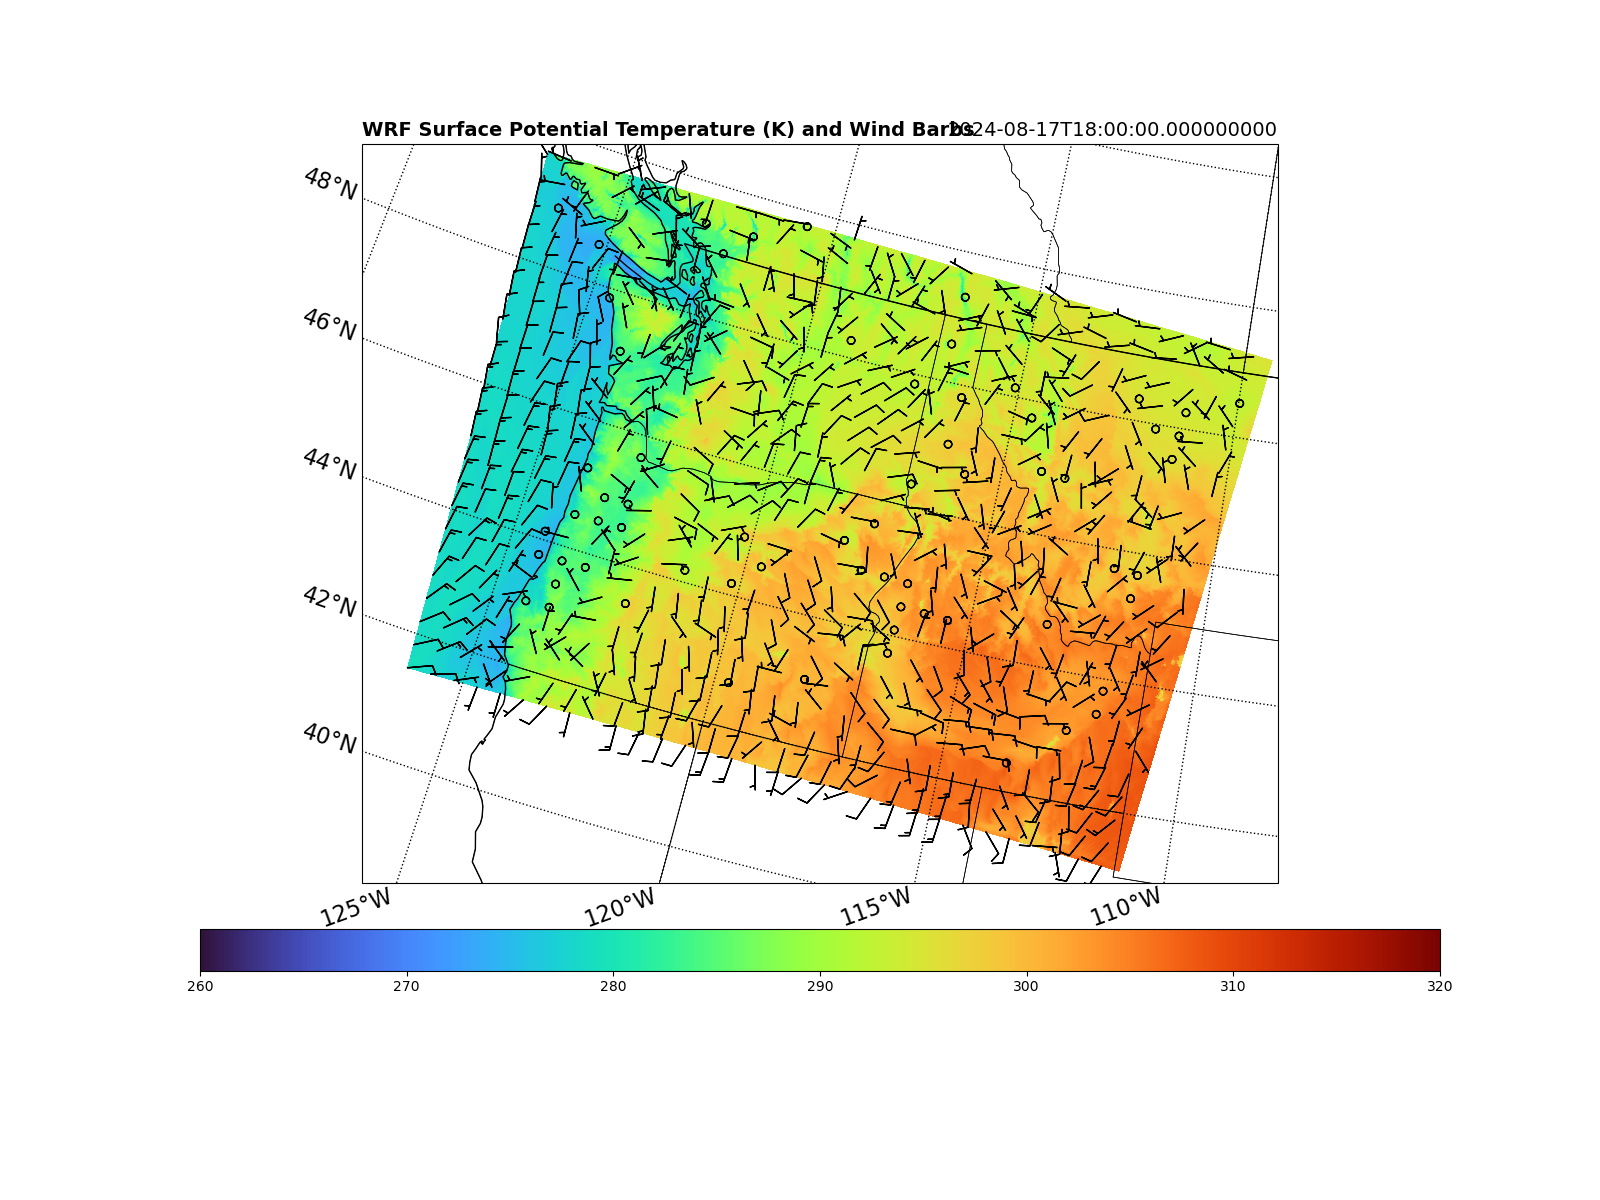 WRF Surface Potential Temperature (K) and Wind Barbs 2024-08-17T18:00:00.000000000
48°N
46°N
44°N
42°N
40°N
125°W 120°W 115°W 110°W
260 270 280 290 300 310 320